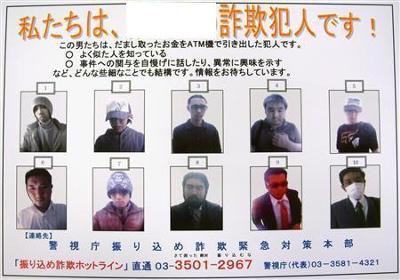 私たちは、 詐欺犯人です！
この男たちは、だまし取ったお金をATM機で引き出した犯人です。
○ よく似た人を知っている
○ 事件への関与を自慢げに話したり、異常に興味を示す
など、どんな些細なことでも結構です。情報をお待ちしています。
1 2 3 4 5
6 7 8 9 10
【連絡先】
警視庁振り込め詐欺緊急対策本部
「振り込め詐欺ホットライン」直通 03-3501-2967 警視庁(代表)03-3581-4321